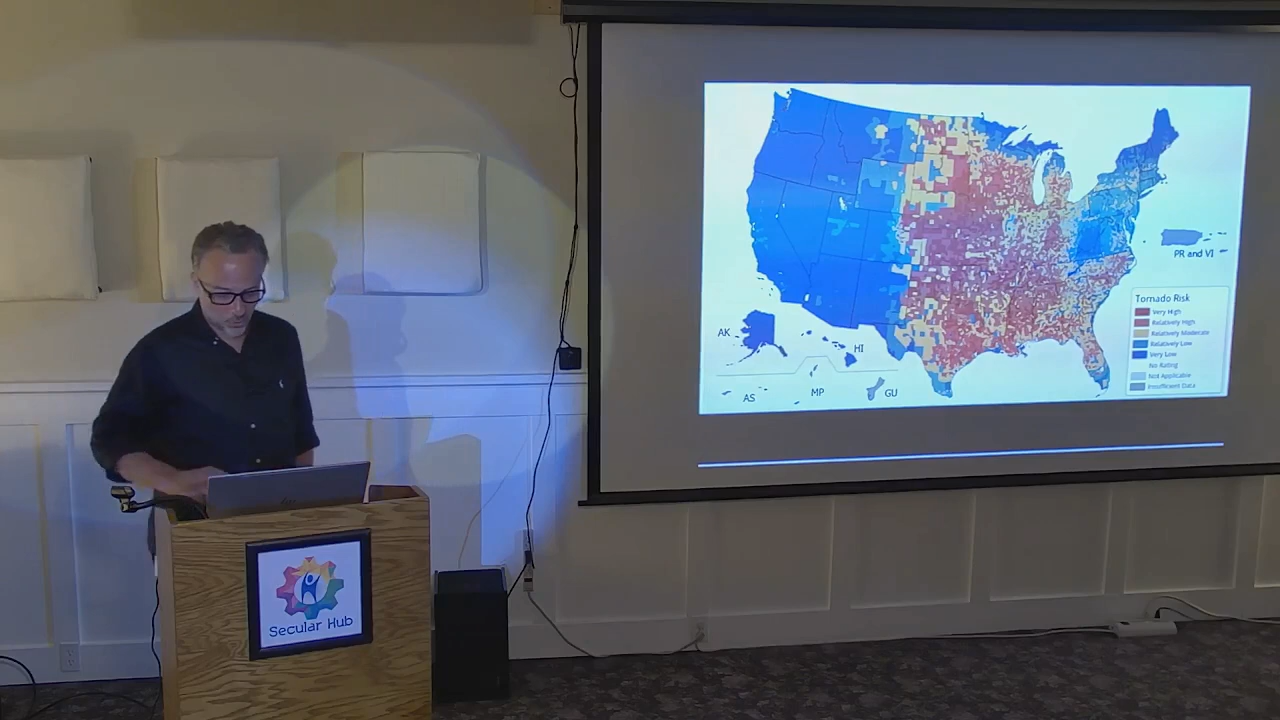 PR and VI
Tornado Risk
Very High
Relatively High
Relatively Moderate
Relatively Low
Very Low
No Rating
Not Applicable
Insufficient Data
AK
HI
AS
MP
GU
Secular Hub